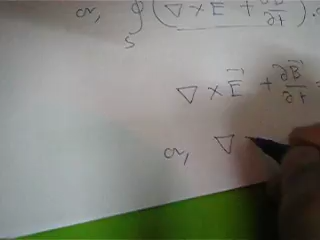 or, ∮ ( ∇ × E + ∂B/∂t ).
S
∇ × E⃗ + ∂B⃗/∂t =
or, ∇